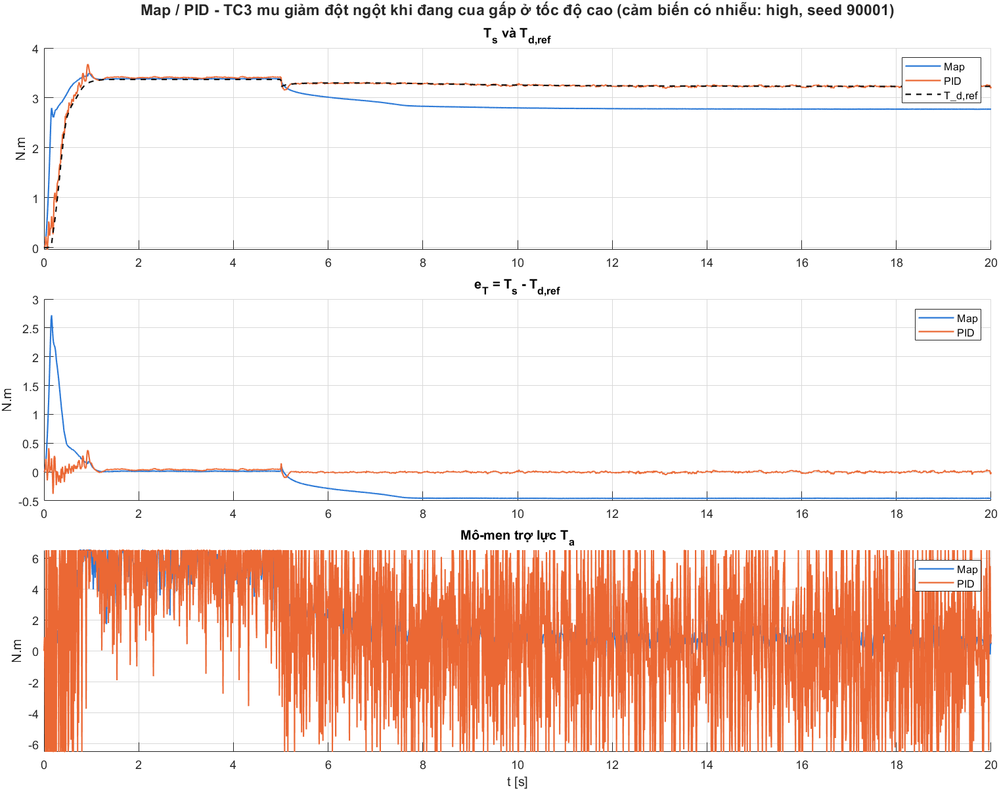 Map / PID - TC3 mu giảm đột ngột khi đang cua gấp ở tốc độ cao (cảm biến có nhiễu: high, seed 90001)
T_s và T_d,ref
4
3
2
1
0
N.m
Map
PID
T_d,ref
0 2 4 6 8 10 12 14 16 18 20
e_T = T_s - T_d,ref
3
2.5
2
1.5
1
0.5
0
-0.5
N.m
Map
PID
0 2 4 6 8 10 12 14 16 18 20
Mô-men trợ lực T_a
6
4
2
0
-2
-4
-6
N.m
Map
PID
0 2 4 6 8 10 12 14 16 18 20
t [s]